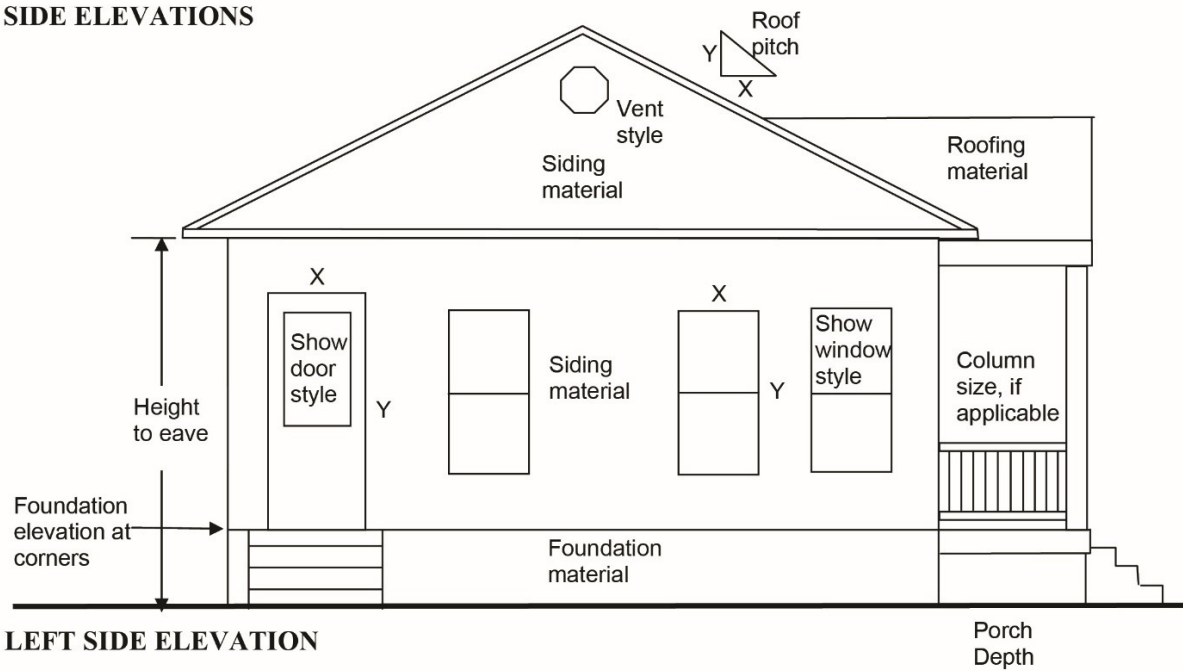 SIDE ELEVATIONS
Roof
pitch
Y
X
Vent
style
Siding
material
Roofing
material
X
Show
door
style
Y
Siding
material
X
Y
Show
window
style
Column
size, if
applicable
Height
to eave
Foundation
elevation at
corners
Foundation
material
LEFT SIDE ELEVATION
Porch
Depth